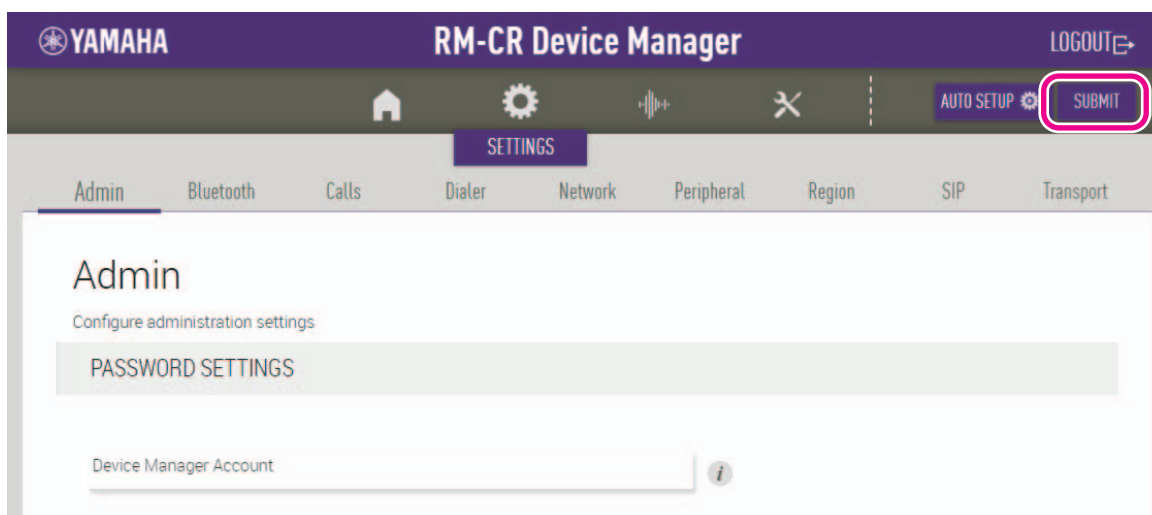 YAMAHA RM-CR Device Manager LOGOUT
AUTO SETUP SUBMIT
SETTINGS
Admin Bluetooth Calls Dialer Network Peripheral Region SIP Transport
Admin
Configure administration settings
PASSWORD SETTINGS
Device Manager Account i